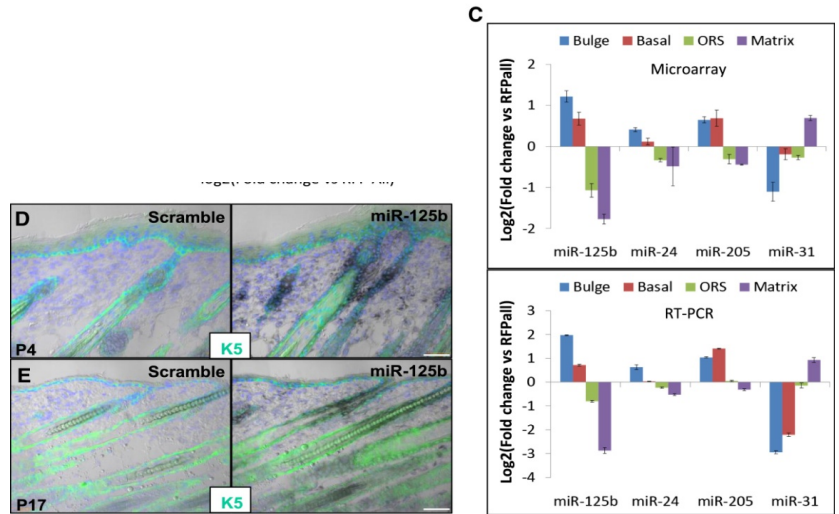 C
Bulge Basal ORS Matrix
Microarray
Log2(Fold change vs RFPall)
2
1
0
-1
-2
miR-125b miR-24 miR-205 miR-31
Bulge Basal ORS Matrix
RT-PCR
Log2(Fold change vs RFPall)
3
2
1
0
-1
-2
-3
-4
miR-125b miR-24 miR-205 miR-31
D
Scramble
miR-125b
P4
K5
E
Scramble
miR-125b
P17
K5